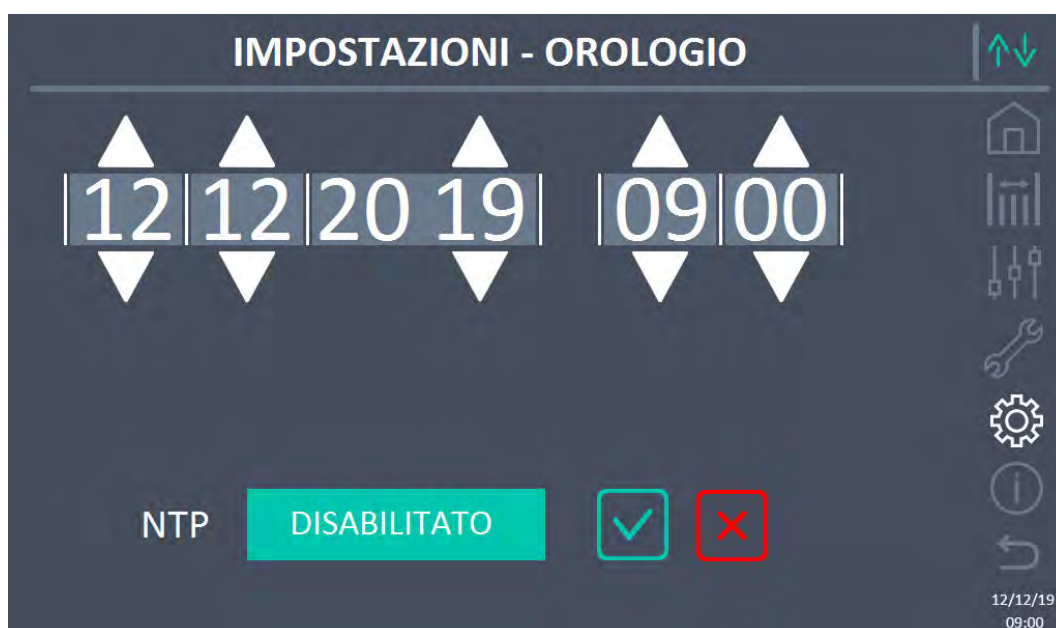 IMPOSTAZIONI - OROLOGIO
12 12 20 19 09 00
NTP DISABILITATO
12/12/19
09:00